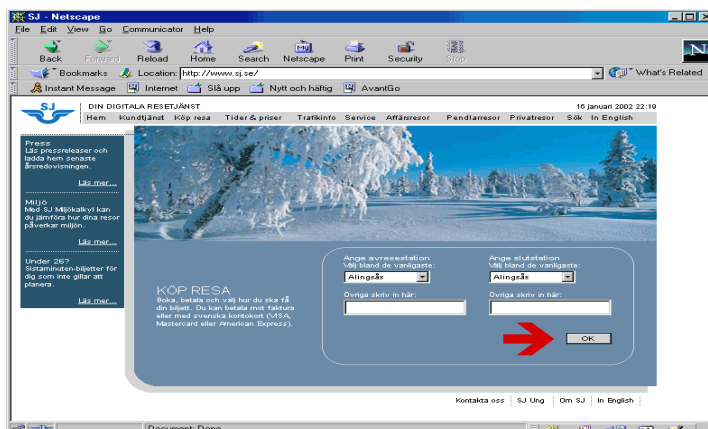 SJ - Netscape
File Edit View Go Communicator Help
Back Forward Reload Home Search Netscape Print Security Stop
Bookmarks Location: http://www.sj.se/ What's Related
Instant Message Internet Slå upp Nytt och häftig AvantGo
SJ
DIN DIGITALA RESETJÄNST 16 januari 2002 22:19
Hem Kundtjänst Köp resa Tider & priser Trafikinfo Service Affärsresor Pendlarresor Privatresor Sök In English
Press
Läs pressreleaser och
ladda hem senaste
årsredovisningen.
Läs mer...
Miljö
Med SJ Miljökalkyl kan
du jämföra hur dina resor
påverkar miljön.
Läs mer...
Under 26?
Sistaminuten-biljetter för
dig som inte gillar att
planera.
Läs mer...
KÖP RESA
Boka, betala och välj hur du ska få
din biljett. Du kan betala mot faktura
eller med svenska kontokort (VISA,
Mastercard eller American Express).
Ange avresestation
Välj bland de vanligaste:
Alingsås
Övriga skriv in här:
Ange slutstation
Välj bland de vanligaste:
Alingsås
Övriga skriv in här:
OK
Kontakta oss SJ Ung Om SJ In English
Document: Done